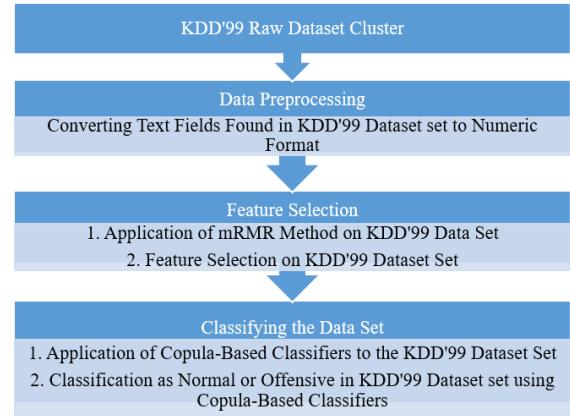 KDD'99 Raw Dataset Cluster
Data Preprocessing
Converting Text Fields Found in KDD'99 Dataset set to Numeric
Format
Feature Selection
1. Application of mRMR Method on KDD'99 Data Set
2. Feature Selection on KDD'99 Dataset Set
Classifying the Data Set
1. Application of Copula-Based Classifiers to the KDD'99 Dataset Set
2. Classification as Normal or Offensive in KDD'99 Dataset set using
Copula-Based Classifiers